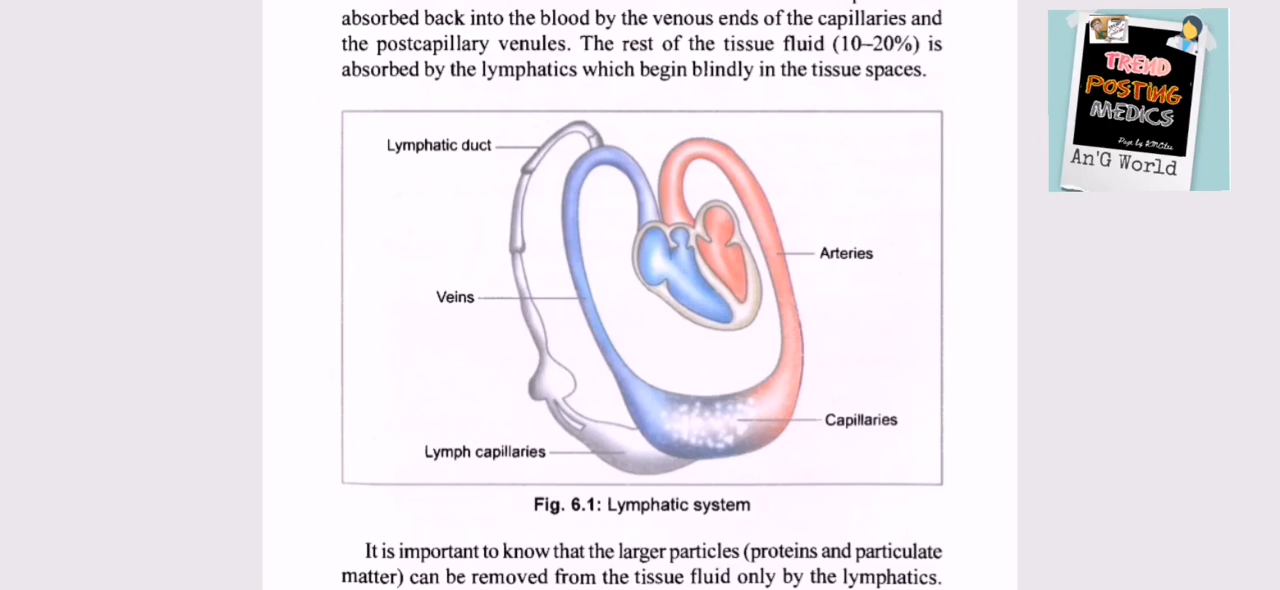 absorbed back into the blood by the venous ends of the capillaries and
the postcapillary venules. The rest of the tissue fluid (10–20%) is
absorbed by the lymphatics which begin blindly in the tissue spaces.
Lymphatic duct
Arteries
Veins
Capillaries
Lymph capillaries
Fig. 6.1: Lymphatic system
It is important to know that the larger particles (proteins and particulate
matter) can be removed from the tissue fluid only by the lymphatics.
TREND
POSTING
MEDICS
Page by
An'G World